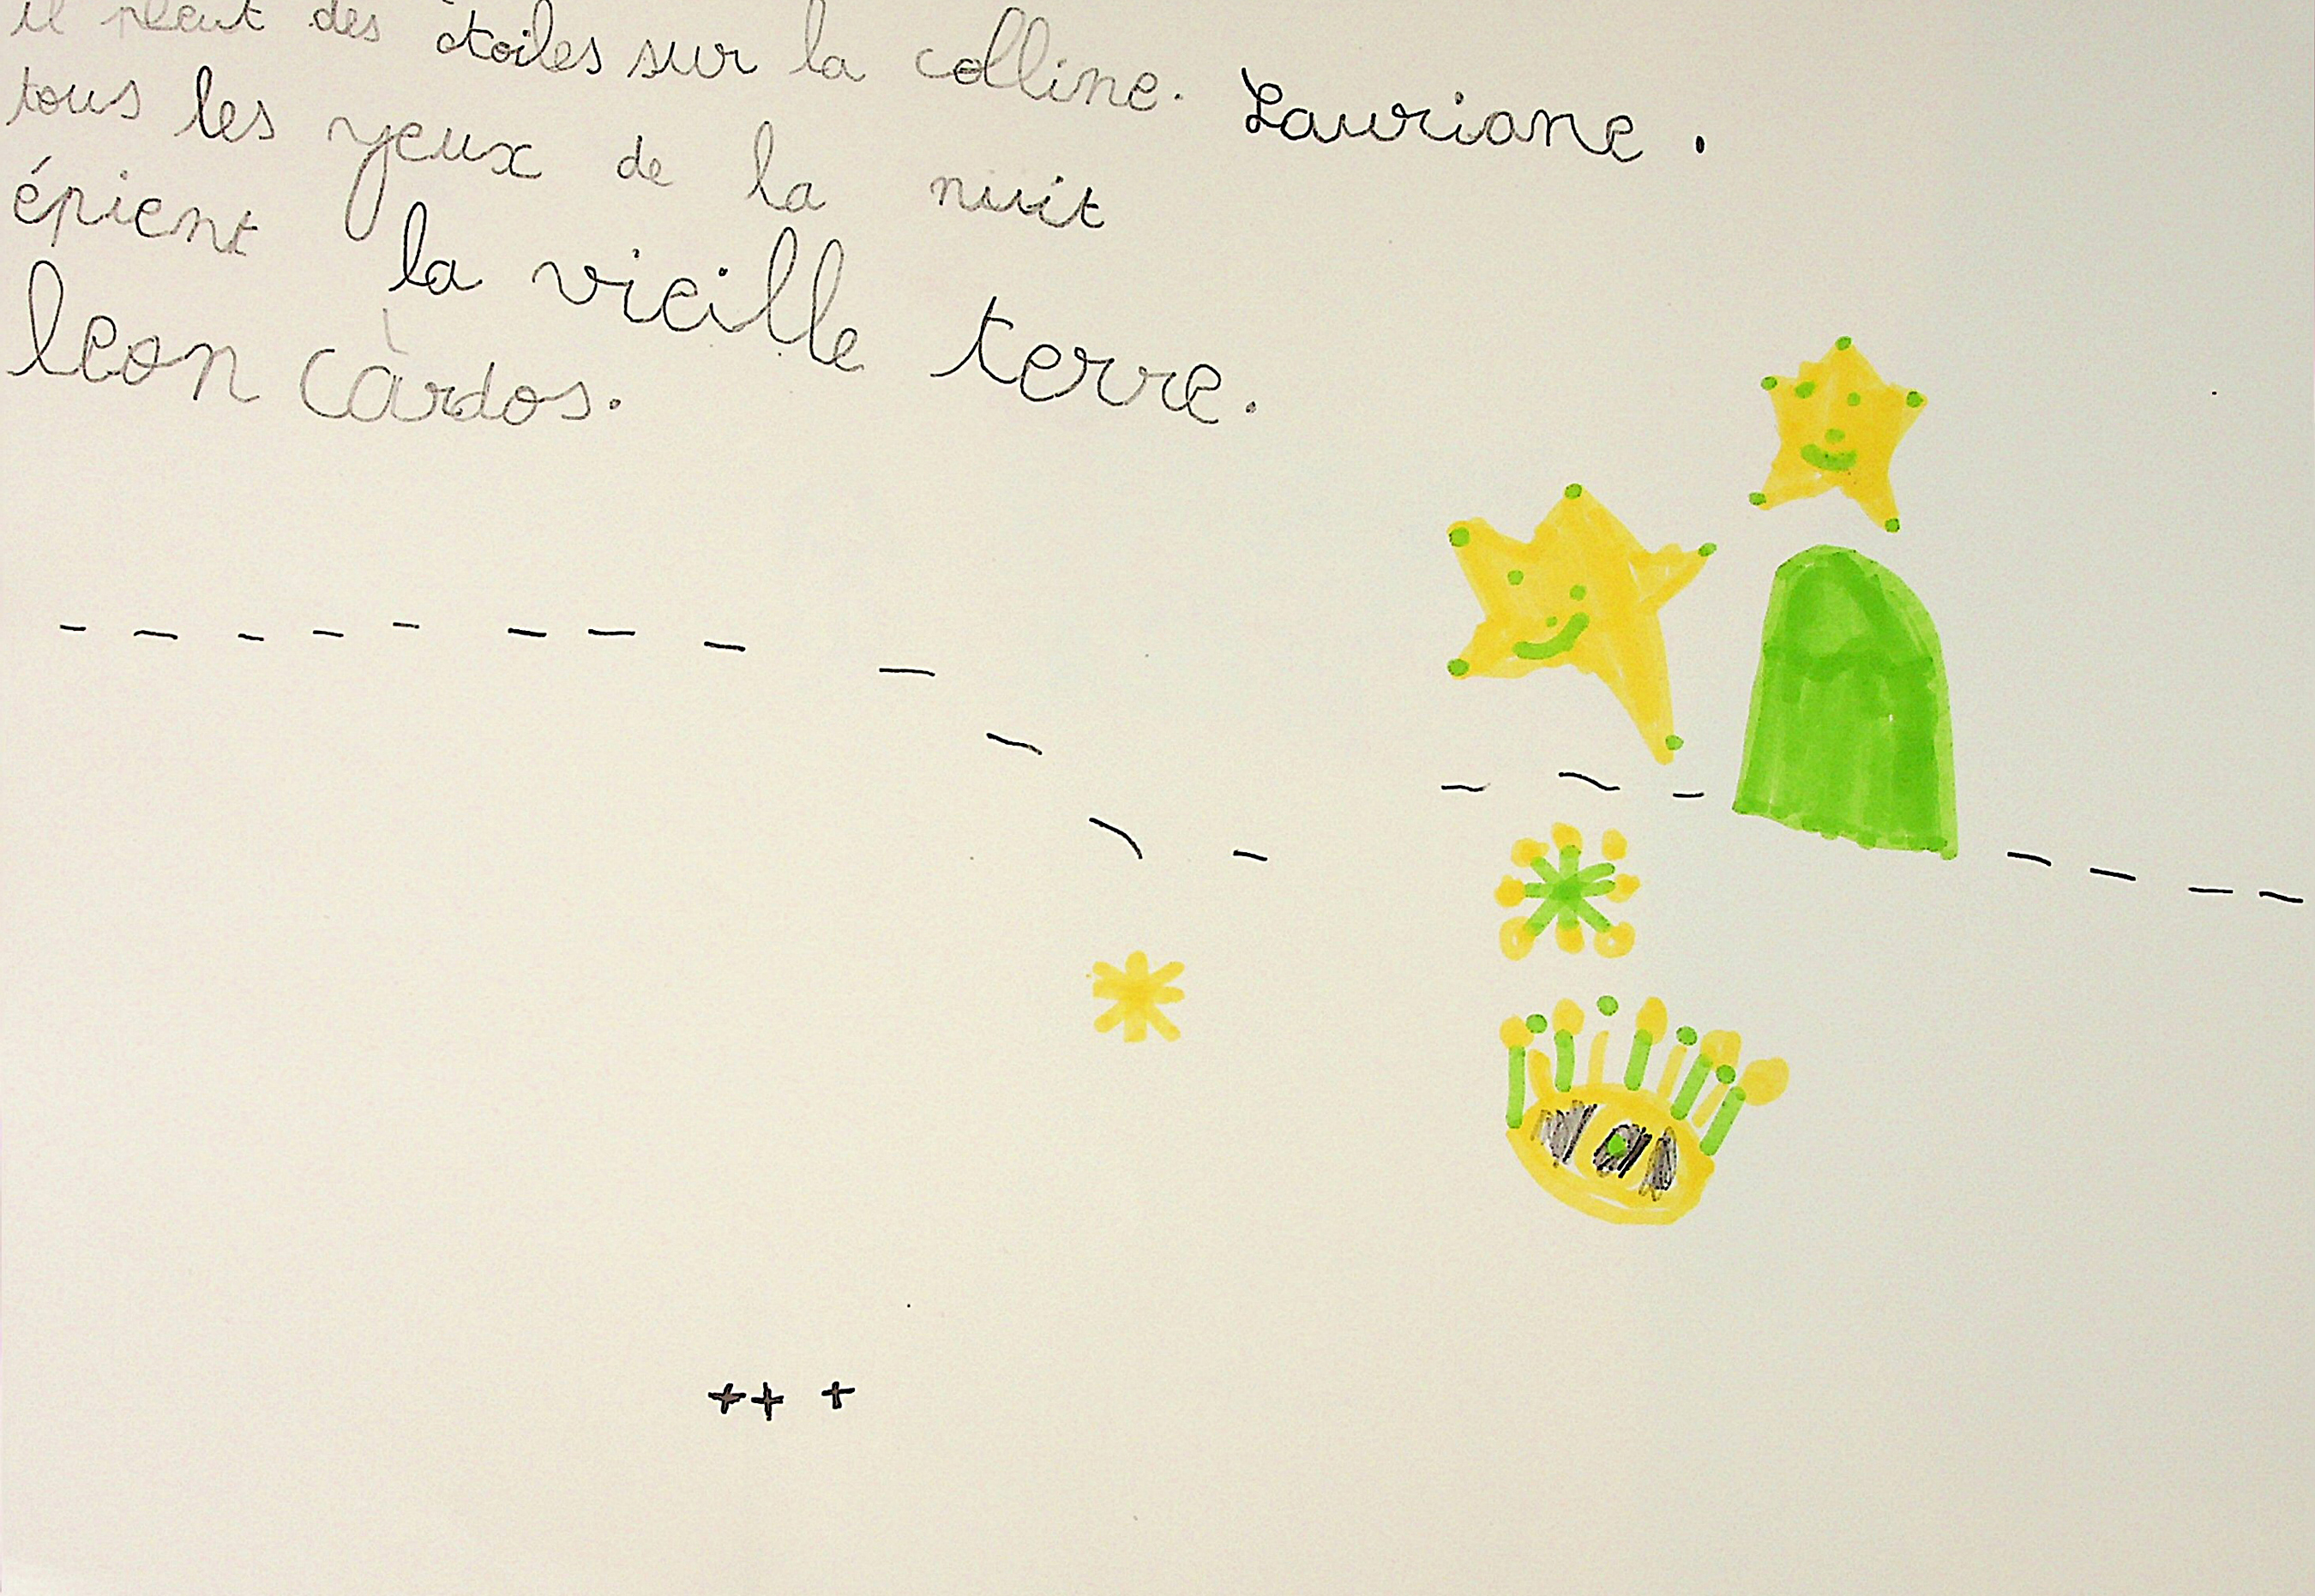 il pleut des étoiles sur la colline. Lauriane.
tous les yeux de la nuit
épient la vieille terre.
leon càrdos.